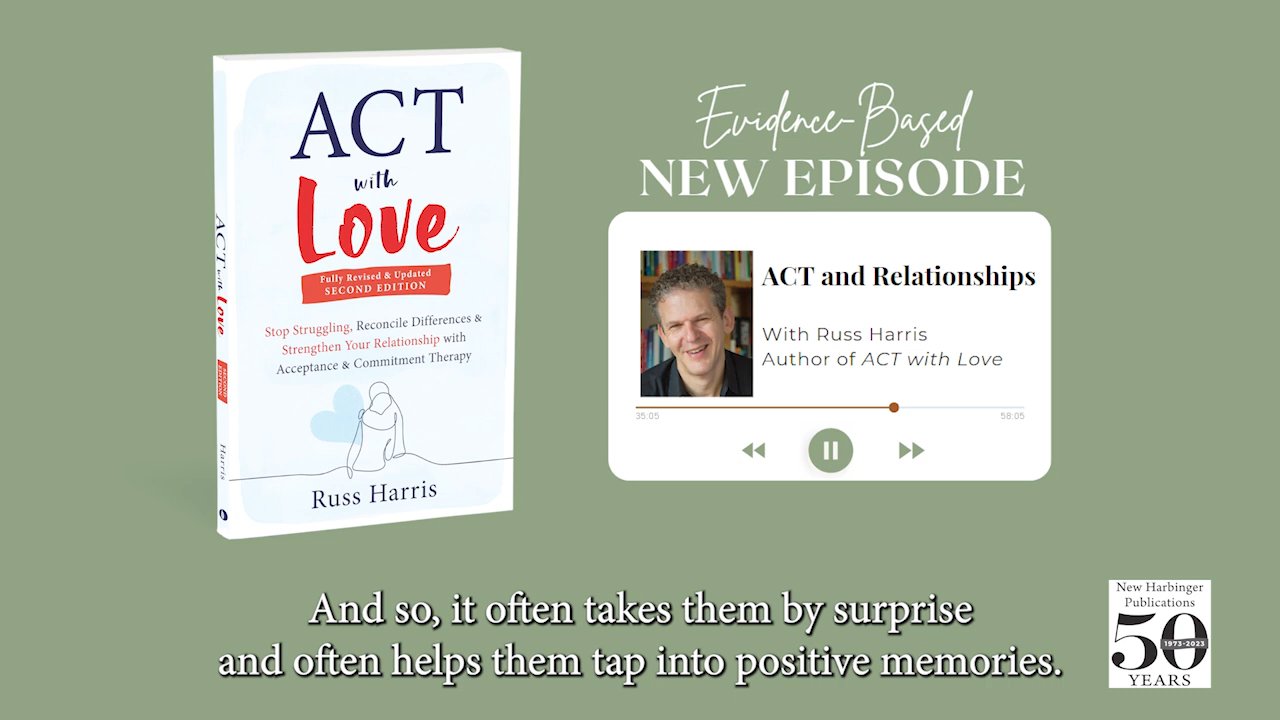 ACT
with
Love
Fully Revised & Updated
SECOND EDITION
Stop Struggling, Reconcile Differences &
Strengthen Your Relationship with
Acceptance & Commitment Therapy
Russ Harris
ACT with Love
SECOND
EDITION
Harris
Evidence-Based
NEW EPISODE
ACT and Relationships
With Russ Harris
Author of ACT with Love
35:05
58:05
And so, it often takes them by surprise
and often helps them tap into positive memories.
New Harbinger
Publications
50
1973-2023
YEARS